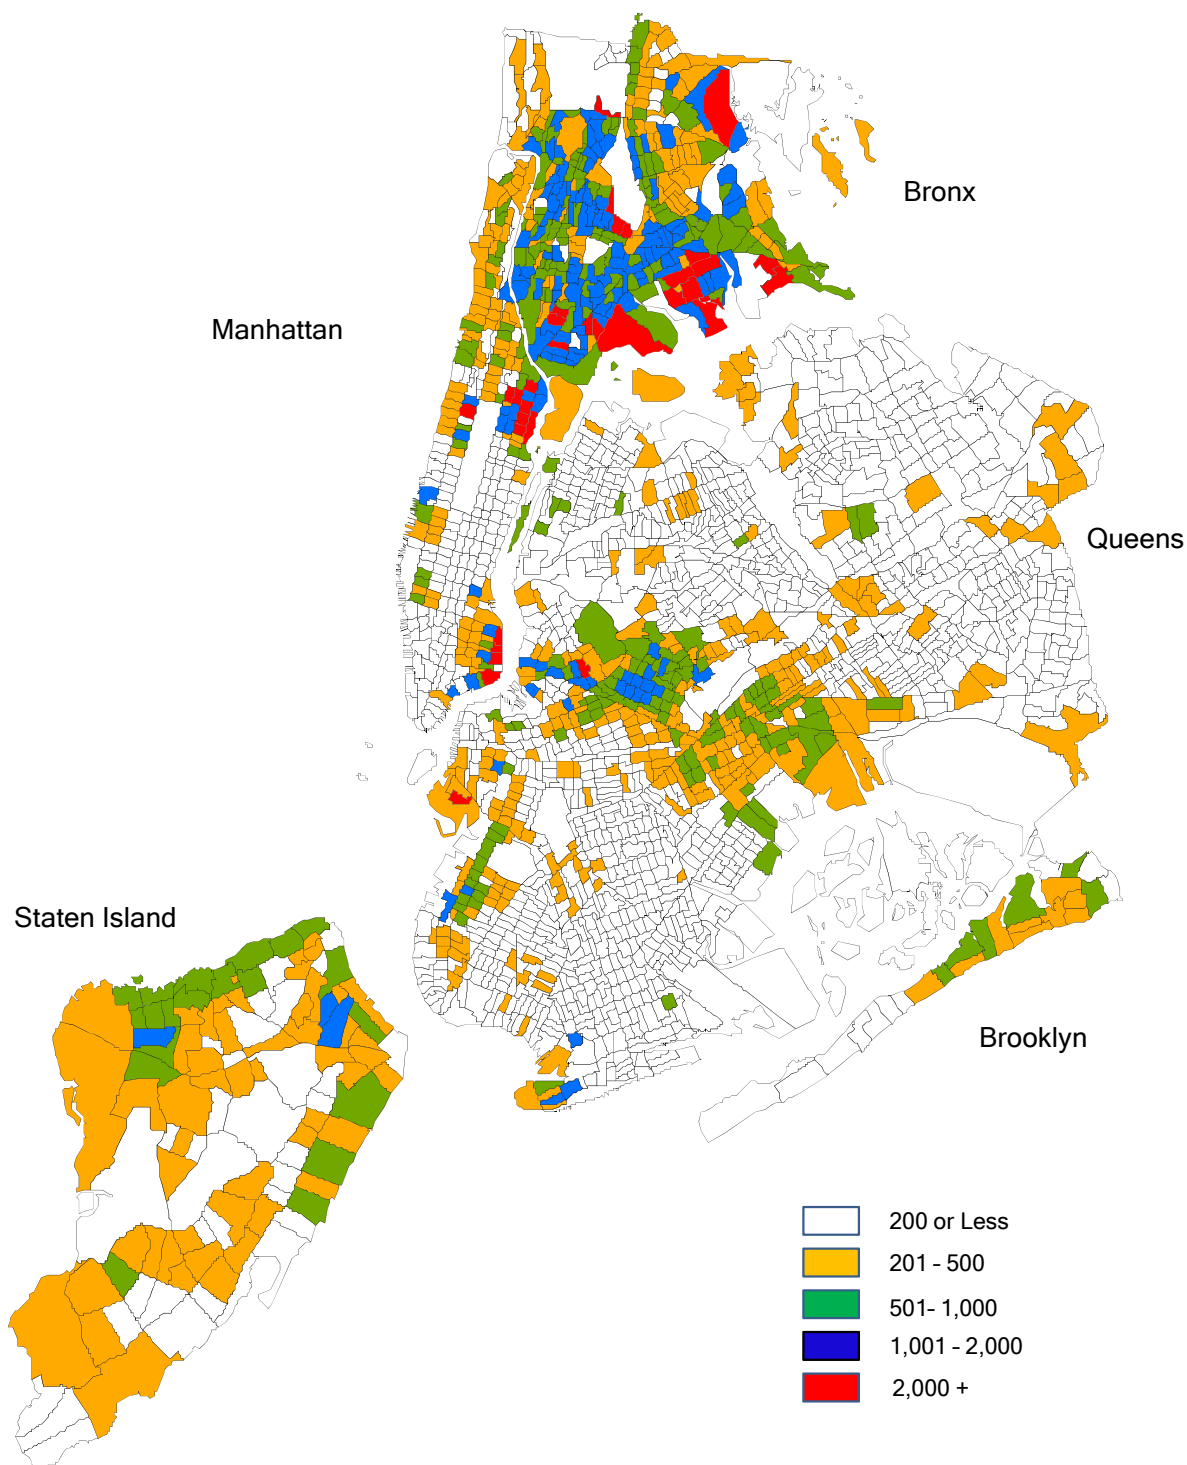 Bronx
Manhattan
Queens
Staten Island
Brooklyn
200 or Less
201 - 500
501- 1,000
1,001 - 2,000
2,000 +